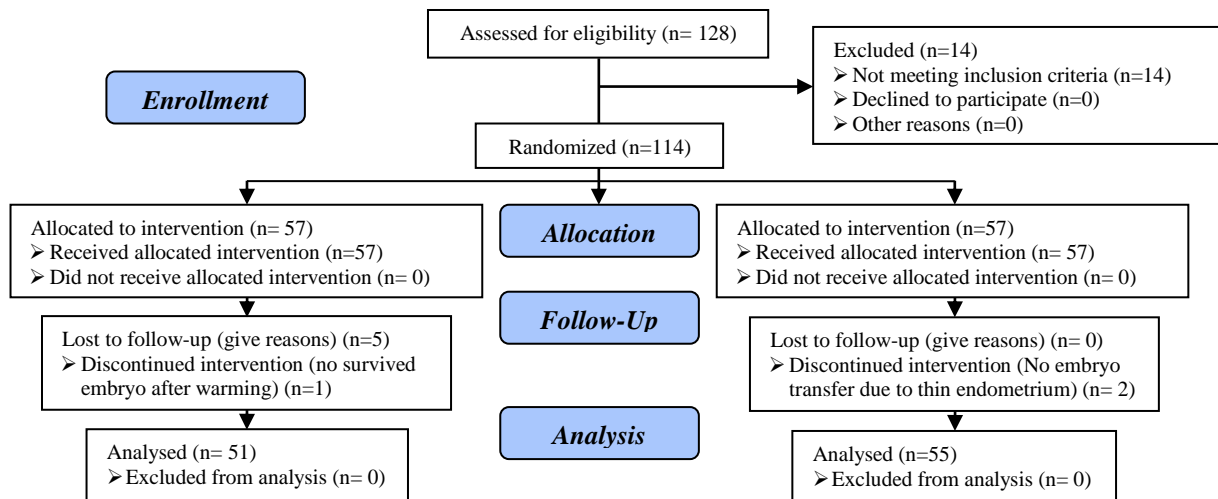 Assessed for eligibility (n= 128)
Excluded (n=14)
➢ Not meeting inclusion criteria (n=14)
➢ Declined to participate (n=0)
➢ Other reasons (n=0)
Enrollment
Randomized (n=114)
Allocated to intervention (n= 57)
➢ Received allocated intervention (n=57)
➢ Did not receive allocated intervention (n= 0)
Allocation
Allocated to intervention (n=57)
➢ Received allocated intervention (n= 57)
➢ Did not receive allocated intervention (n= 0)
Lost to follow-up (give reasons) (n=5)
➢ Discontinued intervention (no survived
embryo after warming) (n=1)
Follow-Up
Lost to follow-up (give reasons) (n= 0)
➢ Discontinued intervention (No embryo
transfer due to thin endometrium) (n= 2)
Analysed (n= 51)
➢ Excluded from analysis (n= 0)
Analysis
Analysed (n=55)
➢ Excluded from analysis (n= 0)